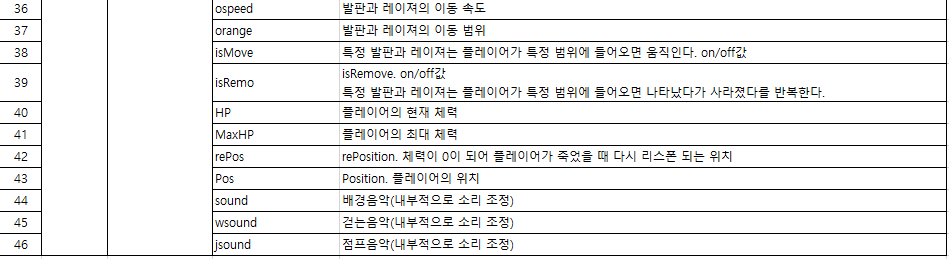 36 ospeed 발판과 레이져의 이동 속도
37 orange 발판과 레이져의 이동 범위
38 isMove 특정 발판과 레이져는 플레이어가 특정 범위에 들어오면 움직인다. on/off값
39 isRemo isRemove. on/off값
특정 발판과 레이져는 플레이어가 특정 범위에 들어오면 나타났다가 사라졌다를 반복한다.
40 HP 플레이어의 현재 체력
41 MaxHP 플레이어의 최대 체력
42 rePos rePosition. 체력이 0이 되어 플레이어가 죽었을 때 다시 리스폰 되는 위치
43 Pos Position. 플레이어의 위치
44 sound 배경음악(내부적으로 소리 조정)
45 wsound 걷는음악(내부적으로 소리 조정)
46 jsound 점프음악(내부적으로 소리 조정)